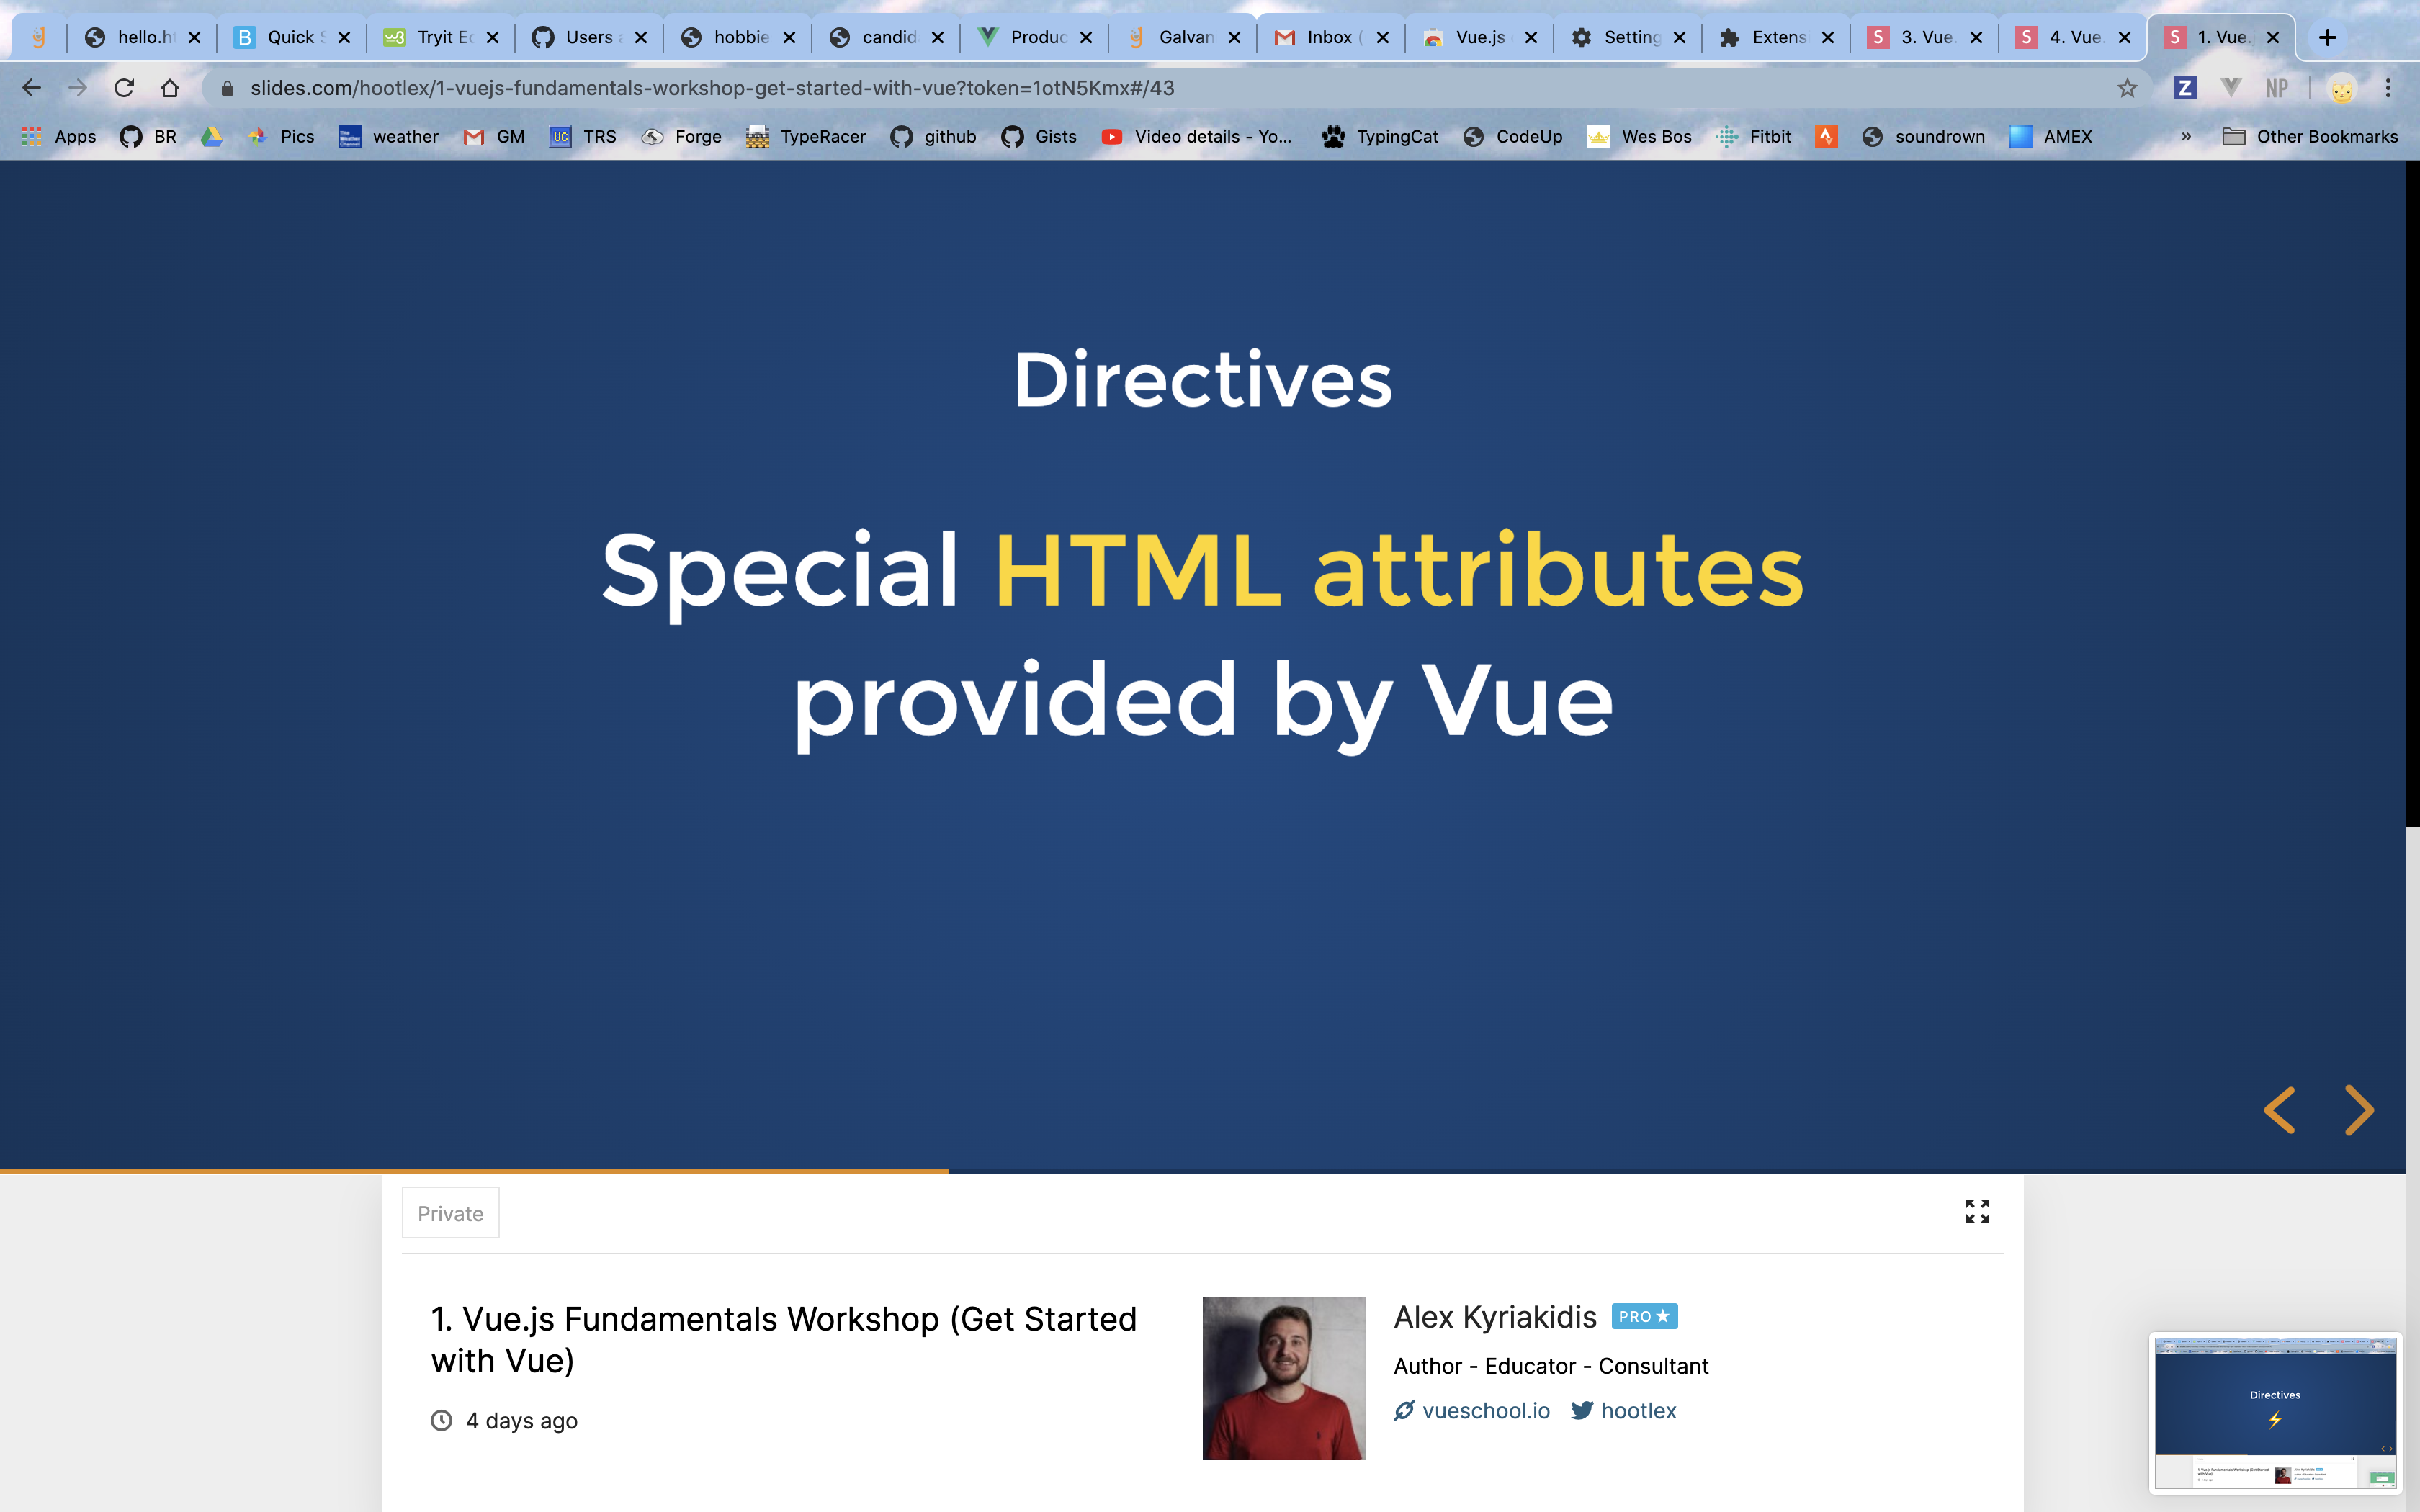 hello.h
Quick S
Tryit Ec
Users a
hobbie
candid
Produc
Galvan
Inbox (
Vue.js
Setting
Extens
S 3. Vue.
S 4. Vue.
S 1. Vue.
slides.com/hootlex/1-vuejs-fundamentals-workshop-get-started-with-vue?token=1otN5Kmx#/43
Z NP
Apps BR Pics weather GM UC TRS Forge TypeRacer github Gists Video details - Yo... TypingCat CodeUp Wes Bos Fitbit soundrown AMEX » Other Bookmarks
Directives
Special HTML attributes
provided by Vue
Private
1. Vue.js Fundamentals Workshop (Get Started
with Vue)
4 days ago
Alex Kyriakidis PRO
Author - Educator - Consultant
vueschool.io hootlex
Directives